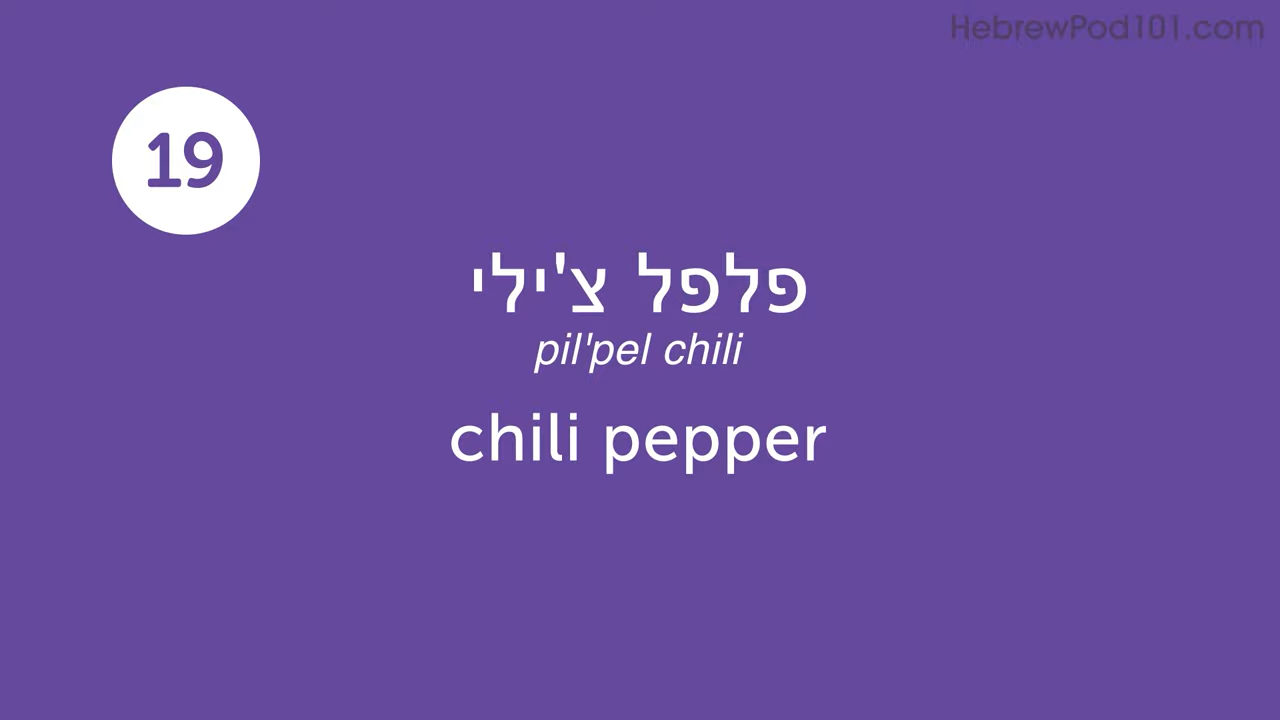 HebrewPod101.com
19
פלפל צ'ילי
pil'pel chili
chili pepper